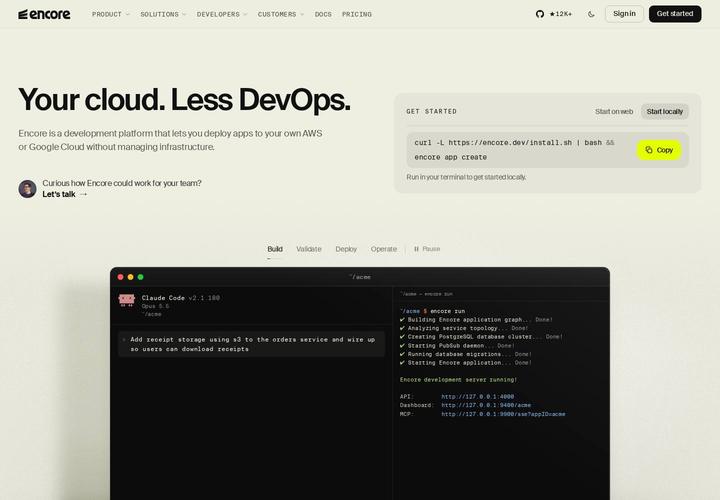 encore
PRODUCT
SOLUTIONS
DEVELOPERS
CUSTOMERS
DOCS
PRICING
★12K+
Sign in
Get started
Your cloud. Less DevOps.
Encore is a development platform that lets you deploy apps to your own AWS
or Google Cloud without managing infrastructure.
Curious how Encore could work for your team?
Let's talk →
GET STARTED
Start on web
Start locally
curl -L https://encore.dev/install.sh | bash &&
encore app create
Copy
Run in your terminal to get started locally.
Build
Validate
Deploy
Operate
Pause
~/acme
Claude Code v2.1.180
Opus 5.5
~/acme
> Add receipt storage using s3 to the orders service and wire up
so users can download receipts
~/acme — encore run
~/acme $ encore run
✔ Building Encore application graph... Done!
✔ Analyzing service topology... Done!
✔ Creating PostgreSQL database cluster... Done!
✔ Starting PubSub daemon... Done!
✔ Running database migrations... Done!
✔ Starting Encore application... Done!
Encore development server running!
API: http://127.0.0.1:4000
Dashboard: http://127.0.0.1:9400/acme
MCP: http://127.0.0.1:9900/sse?appID=acme